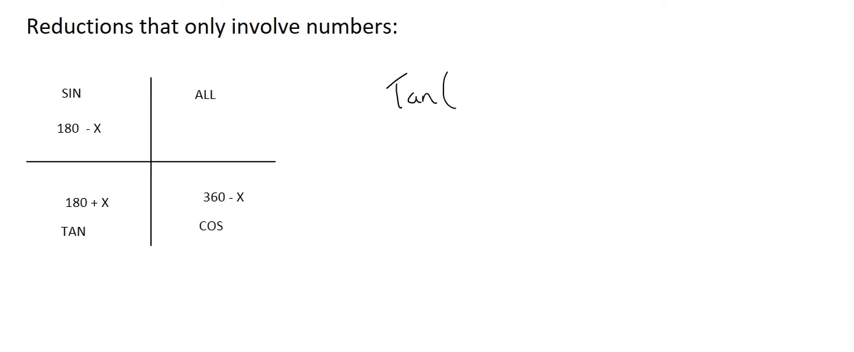 Reductions that only involve numbers:
SIN
ALL
180 - X
Tan(
180 + X
360 - X
TAN
COS